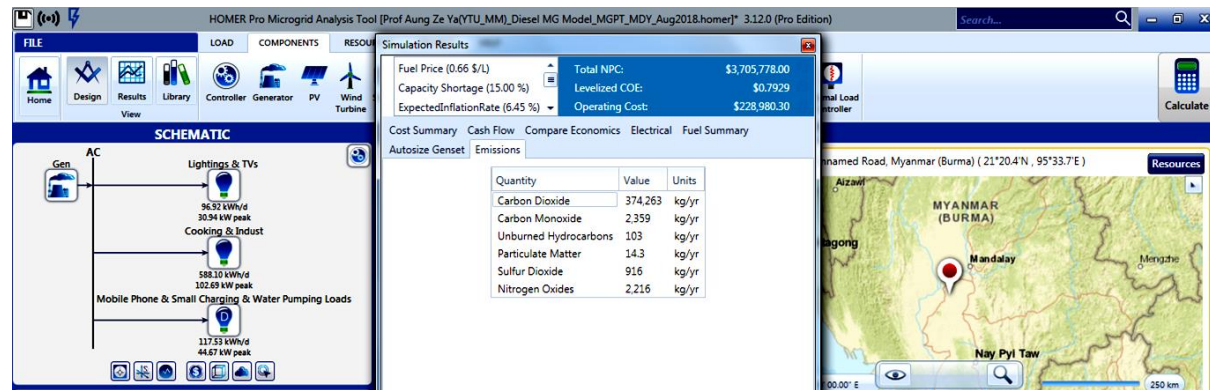 HOMER Pro Microgrid Analysis Tool [Prof Aung Ze Ya(YTU_MM)_Diesel MG Model_MGPT_MDY_Aug2018.homer]* 3.12.0 (Pro Edition)
Search...
FILE
LOAD COMPONENTS RESOU
Home
Design Results Library
View
Controller Generator PV Wind Turbine
mal Load
ntroller
Calculate
SCHEMATIC
AC
Gen
Lightings & TVs
96.92 kWh/d
30.94 kW peak
Cooking & Indust
588.10 kWh/d
102.69 kW peak
Mobile Phone & Small Charging & Water Pumping Loads
D
117.53 kWh/d
44.67 kW peak
Simulation Results
Fuel Price (0.66 $/L)
Capacity Shortage (15.00 %)
ExpectedInflationRate (6.45 %)
Total NPC: $3,705,778.00
Levelized COE: $0.7929
Operating Cost: $228,980.30
Cost Summary Cash Flow Compare Economics Electrical Fuel Summary
Autosize Genset Emissions
Quantity Value Units
Carbon Dioxide 374,263 kg/yr
Carbon Monoxide 2,359 kg/yr
Unburned Hydrocarbons 103 kg/yr
Particulate Matter 14.3 kg/yr
Sulfur Dioxide 916 kg/yr
Nitrogen Oxides 2,216 kg/yr
nnamed Road, Myanmar (Burma) ( 21°20.4'N , 95°33.7'E )
Resources
Aizawl
MYANMAR
(BURMA)
agong
Mandalay
Mengzhe
Nay Pyi Taw
00.00" E
250 km